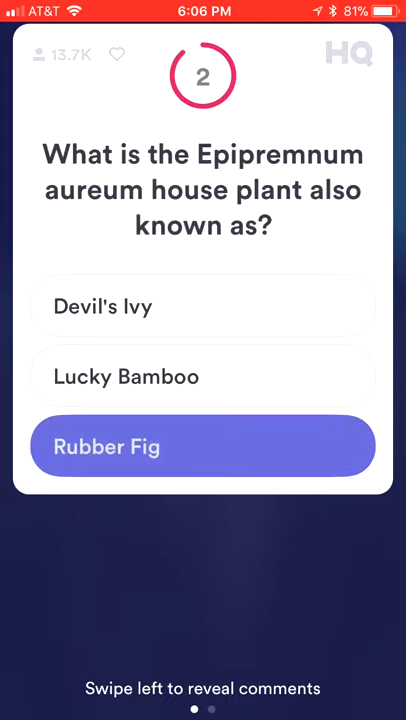 AT&T 6:06 PM 81%
13.7K HQ
2
What is the Epipremnum
aureum house plant also
known as?
Devil's Ivy
Lucky Bamboo
Rubber Fig
Swipe left to reveal comments